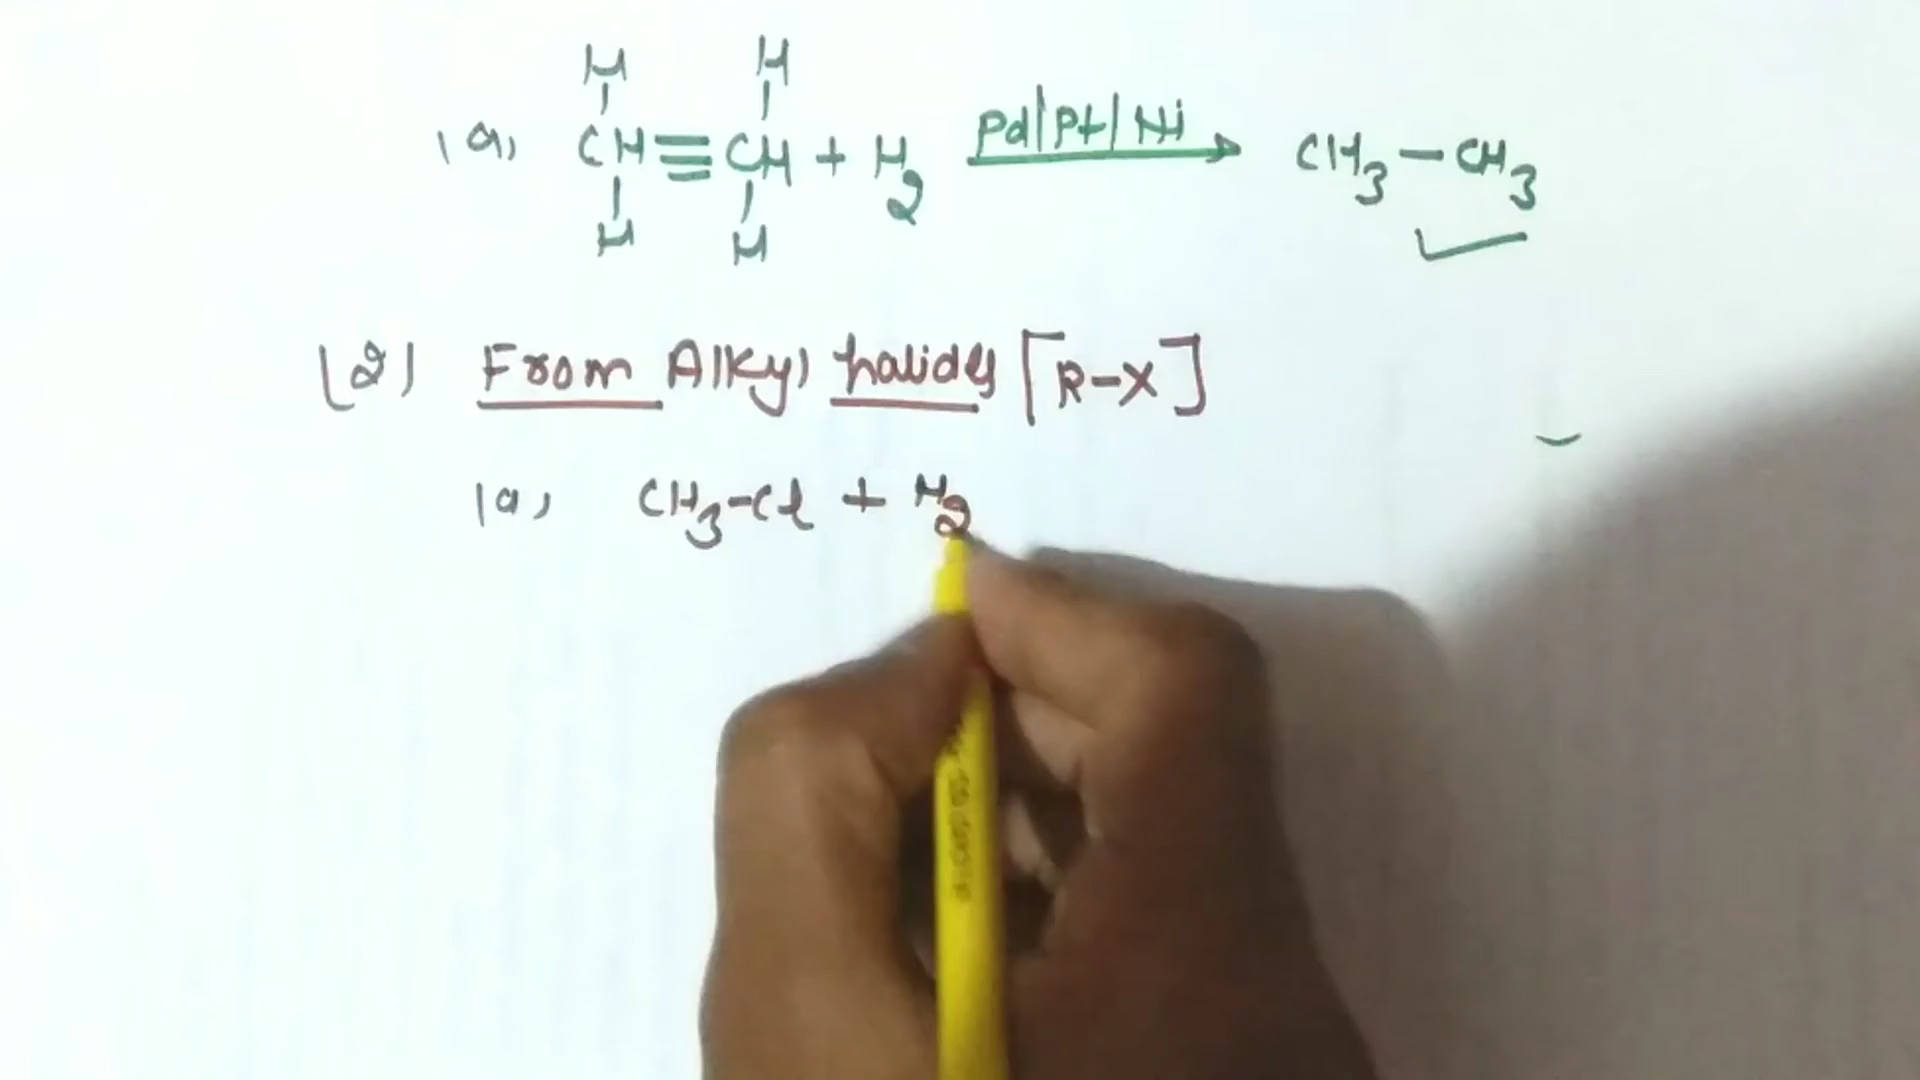 H H
(a) CH≡CH + H2 Pd/Pt/Ni → CH3-CH3
H H
(2) From Alkyl halides [R-X]
(a) CH3-Cl + H2